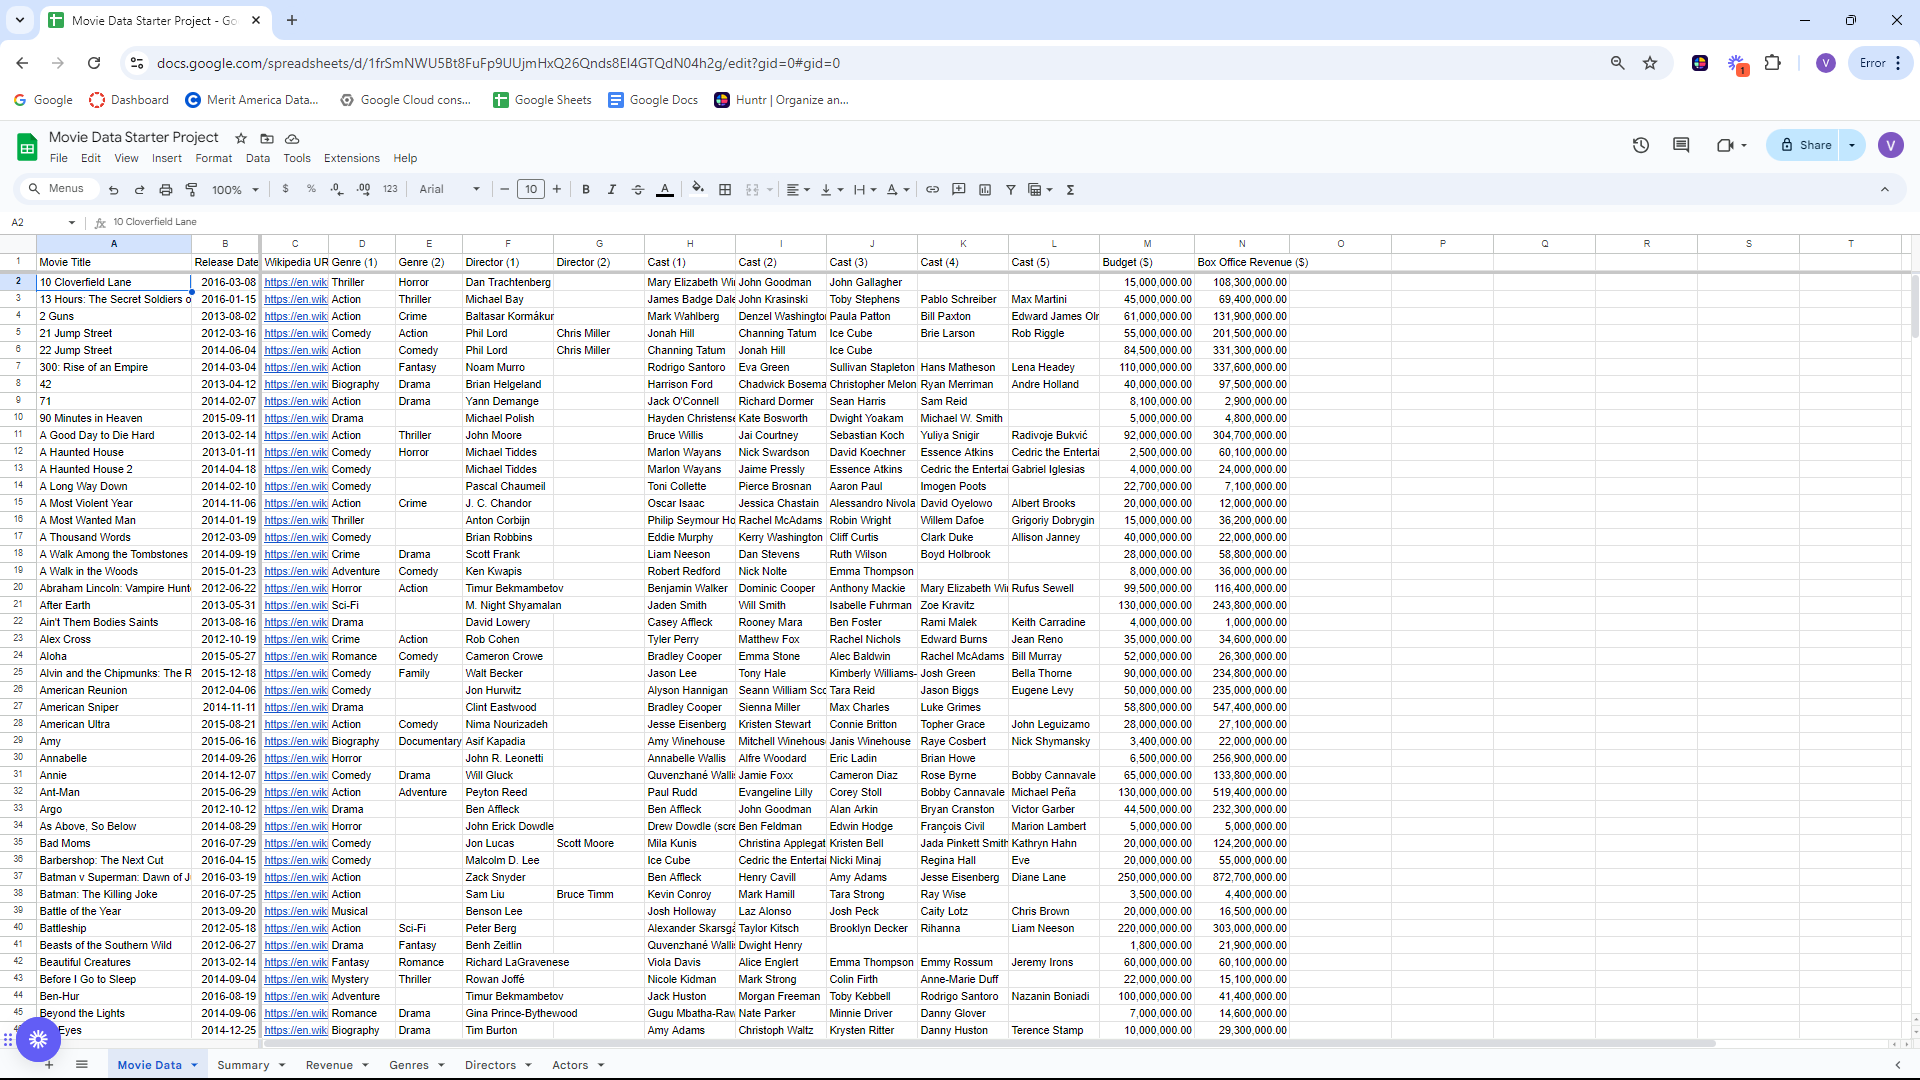 Movie Data Starter Project - Go
docs.google.com/spreadsheets/d/1frSmNWU5Bt8FuFp9UUjmHxQ26Qnds8EI4GTQdN04h2g/edit?gid=0#gid=0 1 V Error
Google Dashboard Merit America Data... Google Cloud cons... Google Sheets Google Docs Huntr | Organize an...
Movie Data Starter Project
File Edit View Insert Format Data Tools Extensions Help Share V
Menus 100% $ % .0 .00 123 Arial 10 B I A
A2 fx 10 Cloverfield Lane
A B C D E F G H I J K L M N O P Q R S T
1 Movie Title Release Date Wikipedia UR Genre (1) Genre (2) Director (1) Director (2) Cast (1) Cast (2) Cast (3) Cast (4) Cast (5) Budget ($) Box Office Revenue ($)
2 10 Cloverfield Lane 2016-03-08 https://en.wiki Thriller Horror Dan Trachtenberg Mary Elizabeth Wi John Goodman John Gallagher 15,000,000.00 108,300,000.00
3 13 Hours: The Secret Soldiers o 2016-01-15 https://en.wiki Action Thriller Michael Bay James Badge Dale John Krasinski Toby Stephens Pablo Schreiber Max Martini 45,000,000.00 69,400,000.00
4 2 Guns 2013-08-02 https://en.wiki Action Crime Baltasar Kormákur Mark Wahlberg Denzel Washingto Paula Patton Bill Paxton Edward James Olr 61,000,000.00 131,900,000.00
5 21 Jump Street 2012-03-16 https://en.wiki Comedy Action Phil Lord Chris Miller Jonah Hill Channing Tatum Ice Cube Brie Larson Rob Riggle 55,000,000.00 201,500,000.00
6 22 Jump Street 2014-06-04 https://en.wiki Action Comedy Phil Lord Chris Miller Channing Tatum Jonah Hill Ice Cube 84,500,000.00 331,300,000.00
7 300: Rise of an Empire 2014-03-04 https://en.wiki Action Fantasy Noam Murro Rodrigo Santoro Eva Green Sullivan Stapleton Hans Matheson Lena Headey 110,000,000.00 337,600,000.00
8 42 2013-04-12 https://en.wiki Biography Drama Brian Helgeland Harrison Ford Chadwick Bosema Christopher Melon Ryan Merriman Andre Holland 40,000,000.00 97,500,000.00
9 71 2014-02-07 https://en.wiki Action Drama Yann Demange Jack O'Connell Richard Dormer Sean Harris Sam Reid 8,100,000.00 2,900,000.00
10 90 Minutes in Heaven 2015-09-11 https://en.wiki Drama Michael Polish Hayden Christense Kate Bosworth Dwight Yoakam Michael W. Smith 5,000,000.00 4,800,000.00
11 A Good Day to Die Hard 2013-02-14 https://en.wiki Action Thriller John Moore Bruce Willis Jai Courtney Sebastian Koch Yuliya Snigir Radivoje Bukvić 92,000,000.00 304,700,000.00
12 A Haunted House 2013-01-11 https://en.wiki Comedy Horror Michael Tiddes Marlon Wayans Nick Swardson David Koechner Essence Atkins Cedric the Entertai 2,500,000.00 60,100,000.00
13 A Haunted House 2 2014-04-18 https://en.wiki Comedy Michael Tiddes Marlon Wayans Jaime Pressly Essence Atkins Cedric the Entertai Gabriel Iglesias 4,000,000.00 24,000,000.00
14 A Long Way Down 2014-02-10 https://en.wiki Comedy Pascal Chaumeil Toni Collette Pierce Brosnan Aaron Paul Imogen Poots 22,700,000.00 7,100,000.00
15 A Most Violent Year 2014-11-06 https://en.wiki Action Crime J. C. Chandor Oscar Isaac Jessica Chastain Alessandro Nivola David Oyelowo Albert Brooks 20,000,000.00 12,000,000.00
16 A Most Wanted Man 2014-01-19 https://en.wiki Thriller Anton Corbijn Philip Seymour Ho Rachel McAdams Robin Wright Willem Dafoe Grigoriy Dobrygin 15,000,000.00 36,200,000.00
17 A Thousand Words 2012-03-09 https://en.wiki Comedy Brian Robbins Eddie Murphy Kerry Washington Cliff Curtis Clark Duke Allison Janney 40,000,000.00 22,000,000.00
18 A Walk Among the Tombstones 2014-09-19 https://en.wiki Crime Drama Scott Frank Liam Neeson Dan Stevens Ruth Wilson Boyd Holbrook 28,000,000.00 58,800,000.00
19 A Walk in the Woods 2015-01-23 https://en.wiki Adventure Comedy Ken Kwapis Robert Redford Nick Nolte Emma Thompson 8,000,000.00 36,000,000.00
20 Abraham Lincoln: Vampire Hunt 2012-06-22 https://en.wiki Horror Action Timur Bekmambetov Benjamin Walker Dominic Cooper Anthony Mackie Mary Elizabeth Wi Rufus Sewell 99,500,000.00 116,400,000.00
21 After Earth 2013-05-31 https://en.wiki Sci-Fi M. Night Shyamalan Jaden Smith Will Smith Isabelle Fuhrman Zoe Kravitz 130,000,000.00 243,800,000.00
22 Ain't Them Bodies Saints 2013-08-16 https://en.wiki Drama David Lowery Casey Affleck Rooney Mara Ben Foster Rami Malek Keith Carradine 4,000,000.00 1,000,000.00
23 Alex Cross 2012-10-19 https://en.wiki Crime Action Rob Cohen Tyler Perry Matthew Fox Rachel Nichols Edward Burns Jean Reno 35,000,000.00 34,600,000.00
24 Aloha 2015-05-27 https://en.wiki Romance Comedy Cameron Crowe Bradley Cooper Emma Stone Alec Baldwin Rachel McAdams Bill Murray 52,000,000.00 26,300,000.00
25 Alvin and the Chipmunks: The R 2015-12-18 https://en.wiki Comedy Family Walt Becker Jason Lee Tony Hale Kimberly Williams- Josh Green Bella Thorne 90,000,000.00 234,800,000.00
26 American Reunion 2012-04-06 https://en.wiki Comedy Jon Hurwitz Alyson Hannigan Seann William Sco Tara Reid Jason Biggs Eugene Levy 50,000,000.00 235,000,000.00
27 American Sniper 2014-11-11 https://en.wiki Drama Clint Eastwood Bradley Cooper Sienna Miller Max Charles Luke Grimes 58,800,000.00 547,400,000.00
28 American Ultra 2015-08-21 https://en.wiki Action Comedy Nima Nourizadeh Jesse Eisenberg Kristen Stewart Connie Britton Topher Grace John Leguizamo 28,000,000.00 27,100,000.00
29 Amy 2015-06-16 https://en.wiki Biography Documentary Asif Kapadia Amy Winehouse Mitchell Winehous Janis Winehouse Raye Cosbert Nick Shymansky 3,400,000.00 22,000,000.00
30 Annabelle 2014-09-26 https://en.wiki Horror John R. Leonetti Annabelle Wallis Alfre Woodard Eric Ladin Brian Howe 6,500,000.00 256,900,000.00
31 Annie 2014-12-07 https://en.wiki Comedy Drama Will Gluck Quvenzhané Walli Jamie Foxx Cameron Diaz Rose Byrne Bobby Cannavale 65,000,000.00 133,800,000.00
32 Ant-Man 2015-06-29 https://en.wiki Action Adventure Peyton Reed Paul Rudd Evangeline Lilly Corey Stoll Bobby Cannavale Michael Peña 130,000,000.00 519,400,000.00
33 Argo 2012-10-12 https://en.wiki Drama Ben Affleck Ben Affleck John Goodman Alan Arkin Bryan Cranston Victor Garber 44,500,000.00 232,300,000.00
34 As Above, So Below 2014-08-29 https://en.wiki Horror John Erick Dowdle Drew Dowdle (scre Ben Feldman Edwin Hodge François Civil Marion Lambert 5,000,000.00 5,000,000.00
35 Bad Moms 2016-07-29 https://en.wiki Comedy Jon Lucas Scott Moore Mila Kunis Christina Applegat Kristen Bell Jada Pinkett Smith Kathryn Hahn 20,000,000.00 124,200,000.00
36 Barbershop: The Next Cut 2016-04-15 https://en.wiki Comedy Malcolm D. Lee Ice Cube Cedric the Entertai Nicki Minaj Regina Hall Eve 20,000,000.00 55,000,000.00
37 Batman v Superman: Dawn of J 2016-03-19 https://en.wiki Action Zack Snyder Ben Affleck Henry Cavill Amy Adams Jesse Eisenberg Diane Lane 250,000,000.00 872,700,000.00
38 Batman: The Killing Joke 2016-07-25 https://en.wiki Action Sam Liu Bruce Timm Kevin Conroy Mark Hamill Tara Strong Ray Wise 3,500,000.00 4,400,000.00
39 Battle of the Year 2013-09-20 https://en.wiki Musical Benson Lee Josh Holloway Laz Alonso Josh Peck Caity Lotz Chris Brown 20,000,000.00 16,500,000.00
40 Battleship 2012-05-18 https://en.wiki Action Sci-Fi Peter Berg Alexander Skarsgå Taylor Kitsch Brooklyn Decker Rihanna Liam Neeson 220,000,000.00 303,000,000.00
41 Beasts of the Southern Wild 2012-06-27 https://en.wiki Drama Fantasy Benh Zeitlin Quvenzhané Walli Dwight Henry 1,800,000.00 21,900,000.00
42 Beautiful Creatures 2013-02-14 https://en.wiki Fantasy Romance Richard LaGravenese Viola Davis Alice Englert Emma Thompson Emmy Rossum Jeremy Irons 60,000,000.00 60,100,000.00
43 Before I Go to Sleep 2014-09-04 https://en.wiki Mystery Thriller Rowan Joffé Nicole Kidman Mark Strong Colin Firth Anne-Marie Duff 22,000,000.00 15,100,000.00
44 Ben-Hur 2016-08-19 https://en.wiki Adventure Timur Bekmambetov Jack Huston Morgan Freeman Toby Kebbell Rodrigo Santoro Nazanin Boniadi 100,000,000.00 41,400,000.00
45 Beyond the Lights 2014-09-06 https://en.wiki Romance Drama Gina Prince-Bythewood Gugu Mbatha-Raw Nate Parker Minnie Driver Danny Glover 7,000,000.00 14,600,000.00
Eyes 2014-12-25 https://en.wiki Biography Drama Tim Burton Amy Adams Christoph Waltz Krysten Ritter Danny Huston Terence Stamp 10,000,000.00 29,300,000.00
Movie Data Summary Revenue Genres Directors Actors